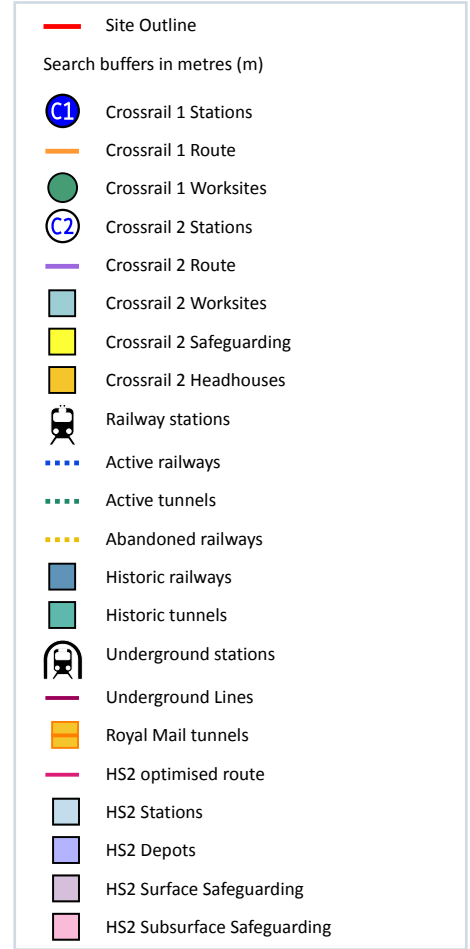 Site Outline
Search buffers in metres (m)
C1 Crossrail 1 Stations
Crossrail 1 Route
Crossrail 1 Worksites
C2 Crossrail 2 Stations
Crossrail 2 Route
Crossrail 2 Worksites
Crossrail 2 Safeguarding
Crossrail 2 Headhouses
Railway stations
Active railways
Active tunnels
Abandoned railways
Historic railways
Historic tunnels
Underground stations
Underground Lines
Royal Mail tunnels
HS2 optimised route
HS2 Stations
HS2 Depots
HS2 Surface Safeguarding
HS2 Subsurface Safeguarding